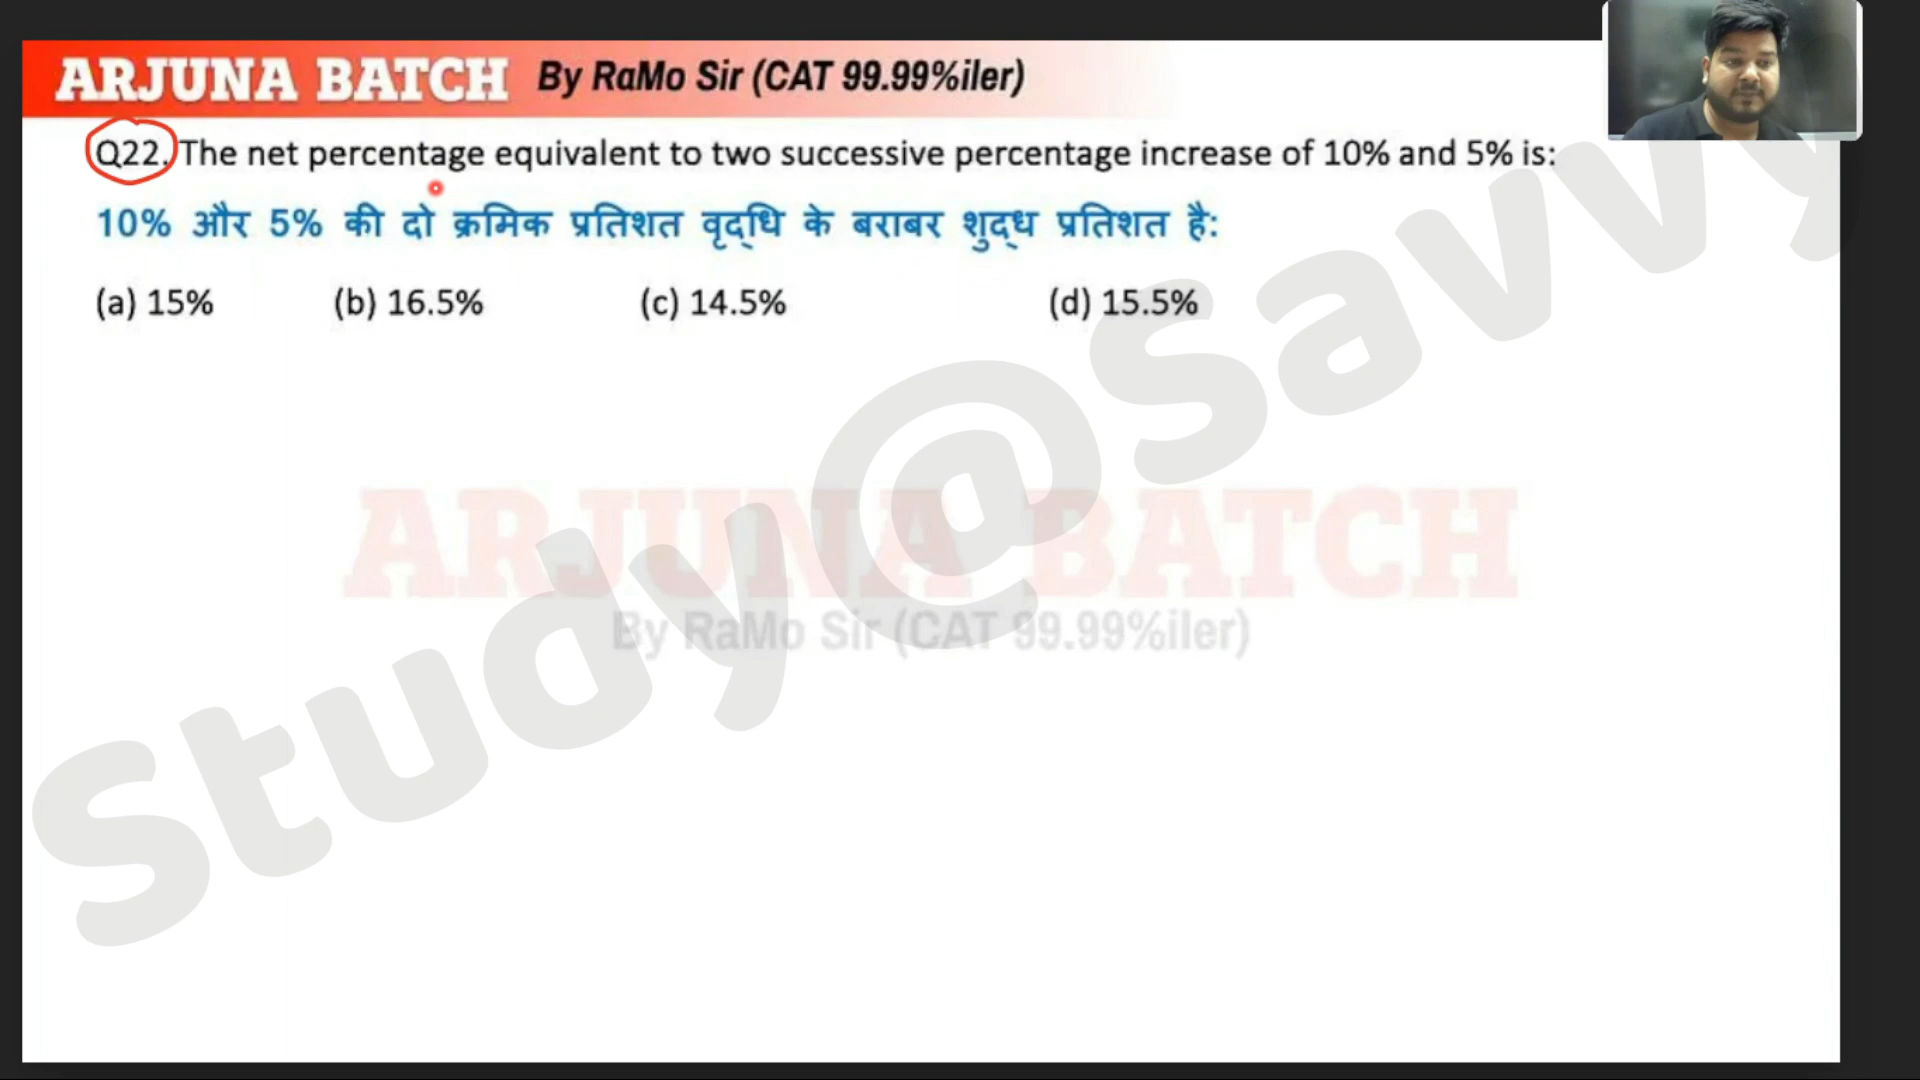 ARJUNA BATCH By RaMo Sir (CAT 99.99%iler)
Q22. The net percentage equivalent to two successive percentage increase of 10% and 5% is:
10% और 5% की दो क्रमिक प्रतिशत वृद्धि के बराबर शुद्ध प्रतिशत है:
(a) 15% (b) 16.5% (c) 14.5% (d) 15.5%
Study@Savvy
ARJUNA BATCH
By RaMo Sir (CAT 99.99%iler)